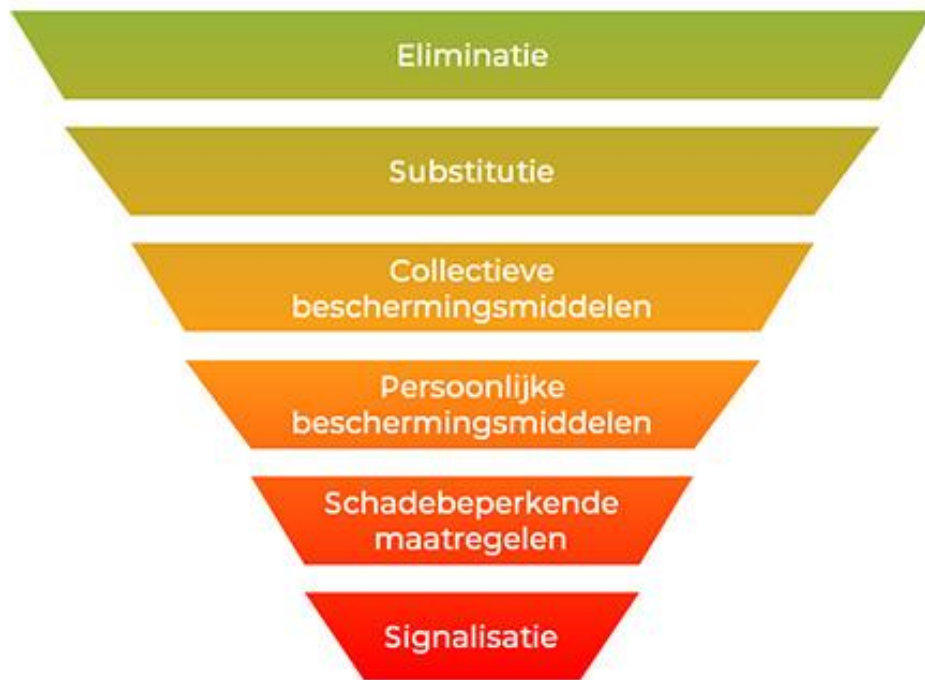 Eliminatie
Substitutie
Collectieve
beschermingsmiddelen
Persoonlijke
beschermingsmiddelen
Schadebeperkende
maatregelen
Signalisatie